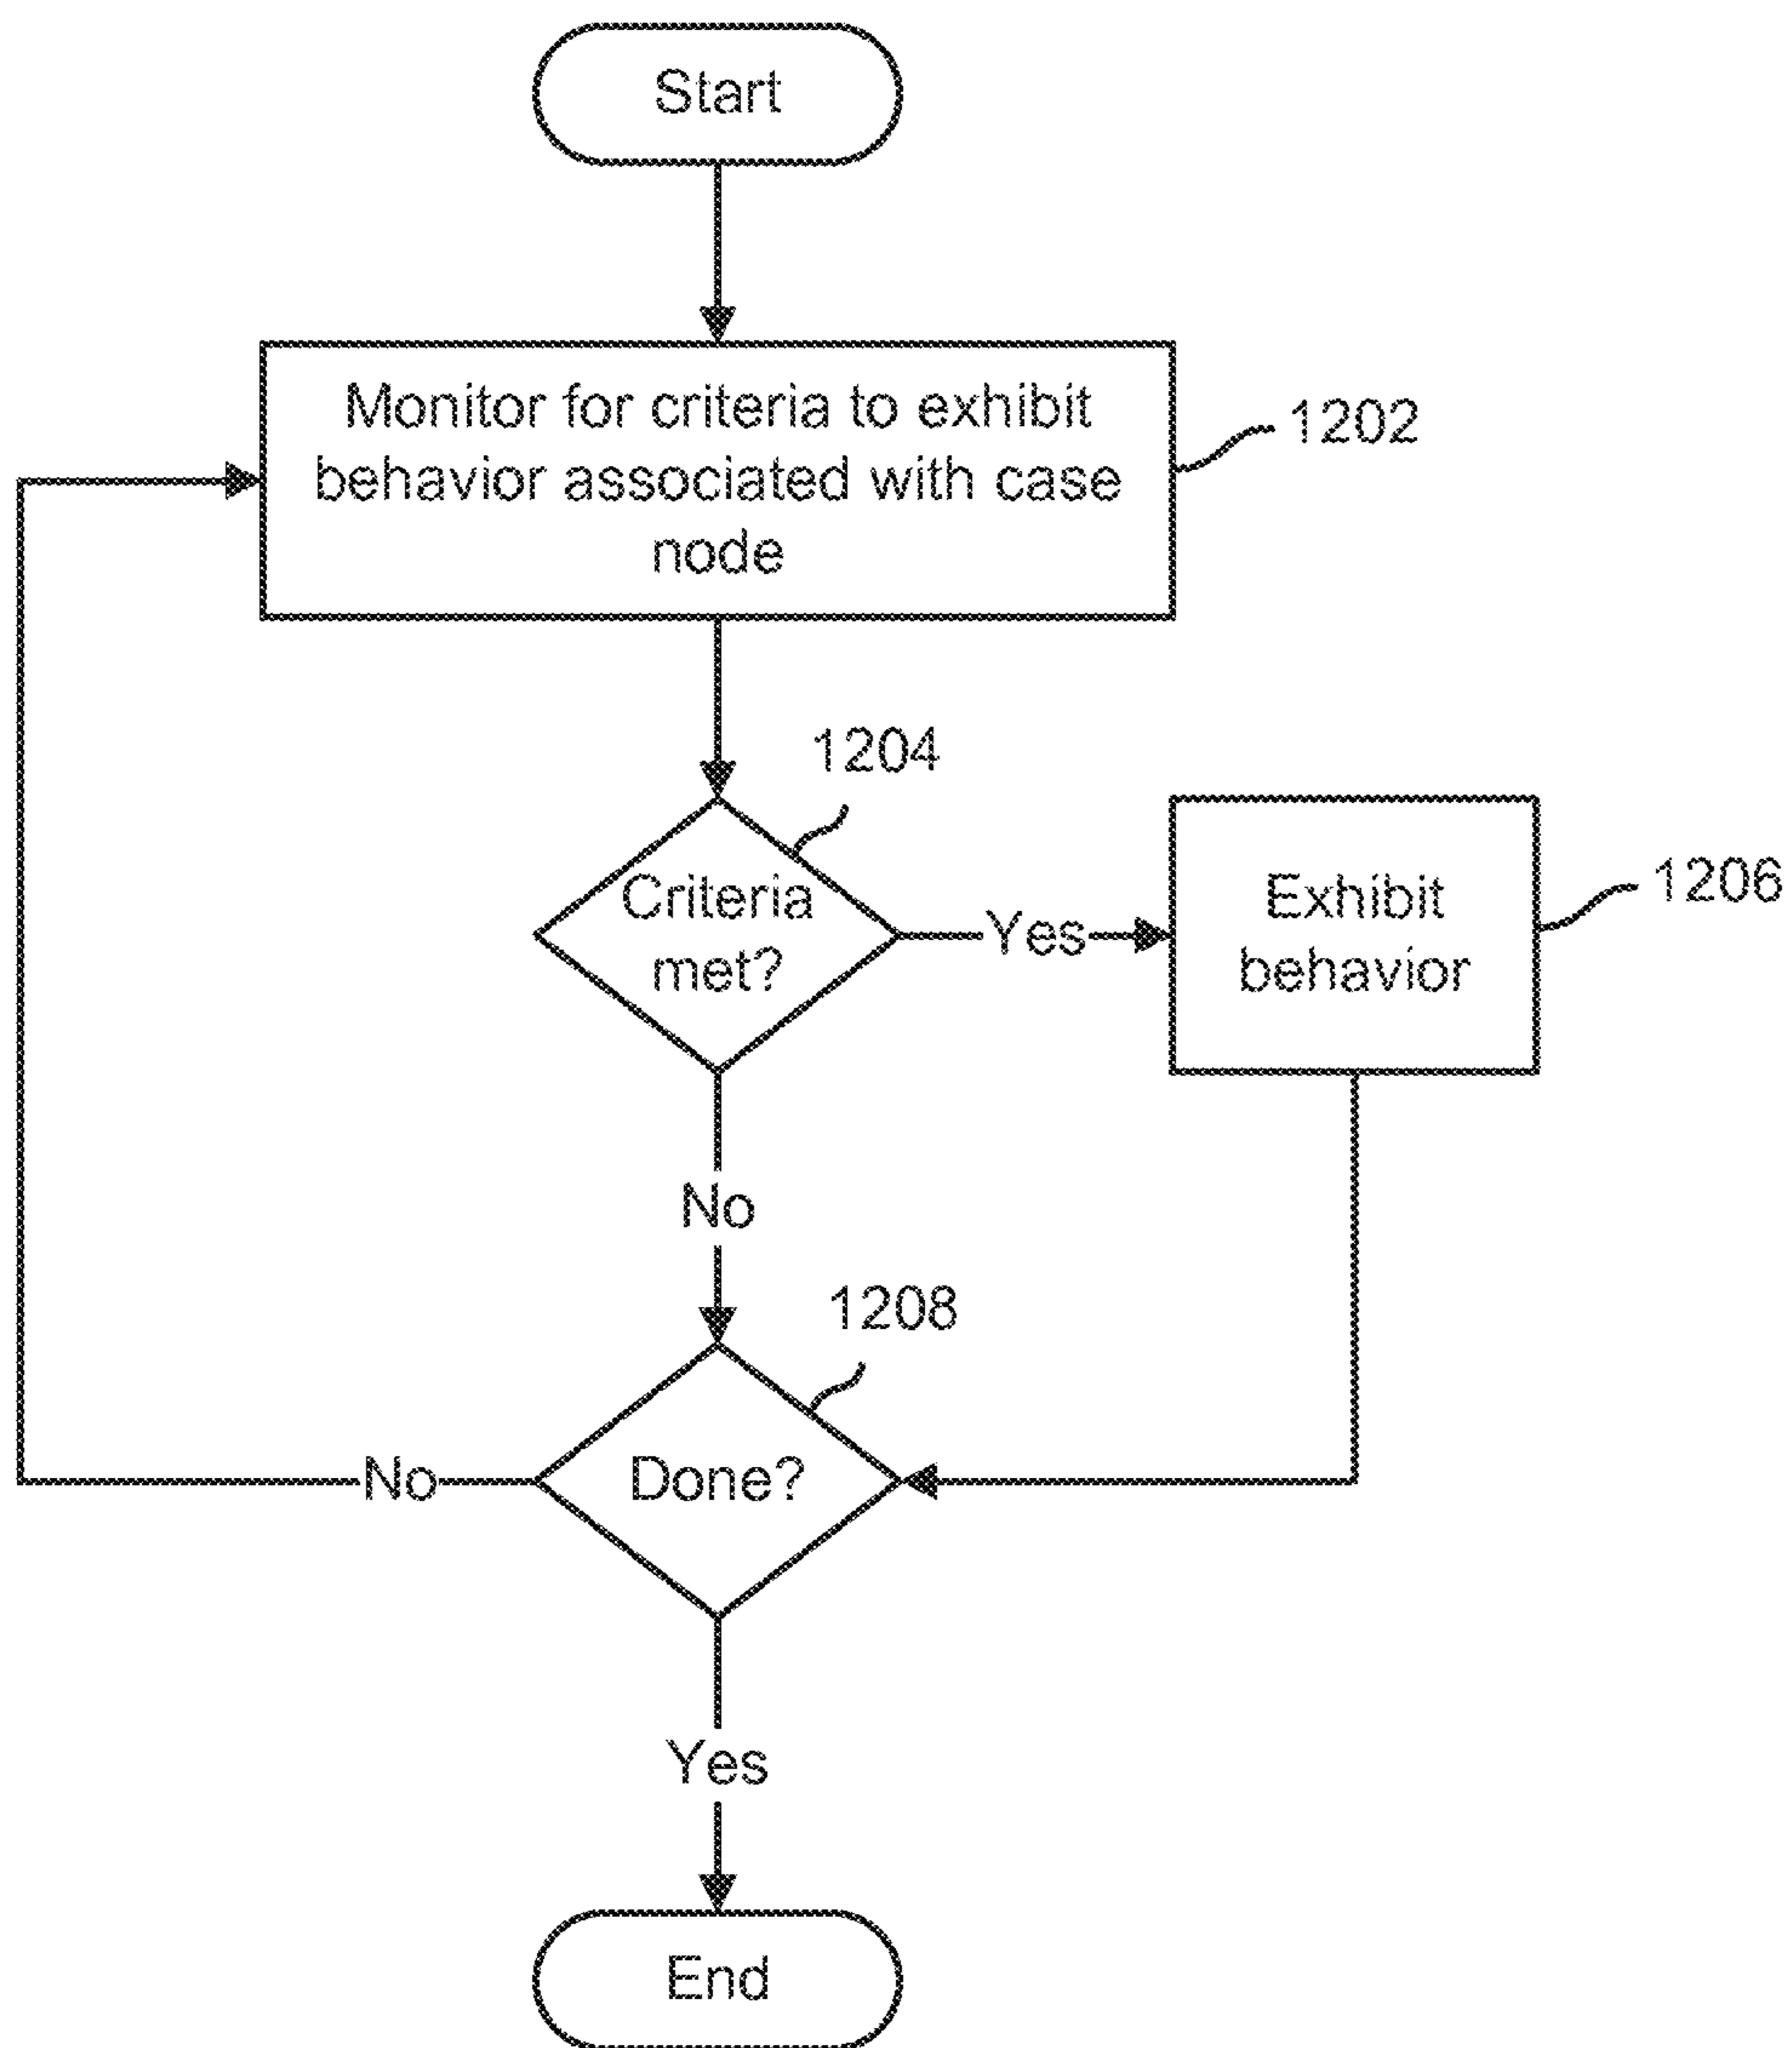 Start
Monitor for criteria to exhibit
behavior associated with case
node
1202
1204
Criteria
met?
Yes
Exhibit
behavior
1206
No
1208
Done?
No
Yes
End